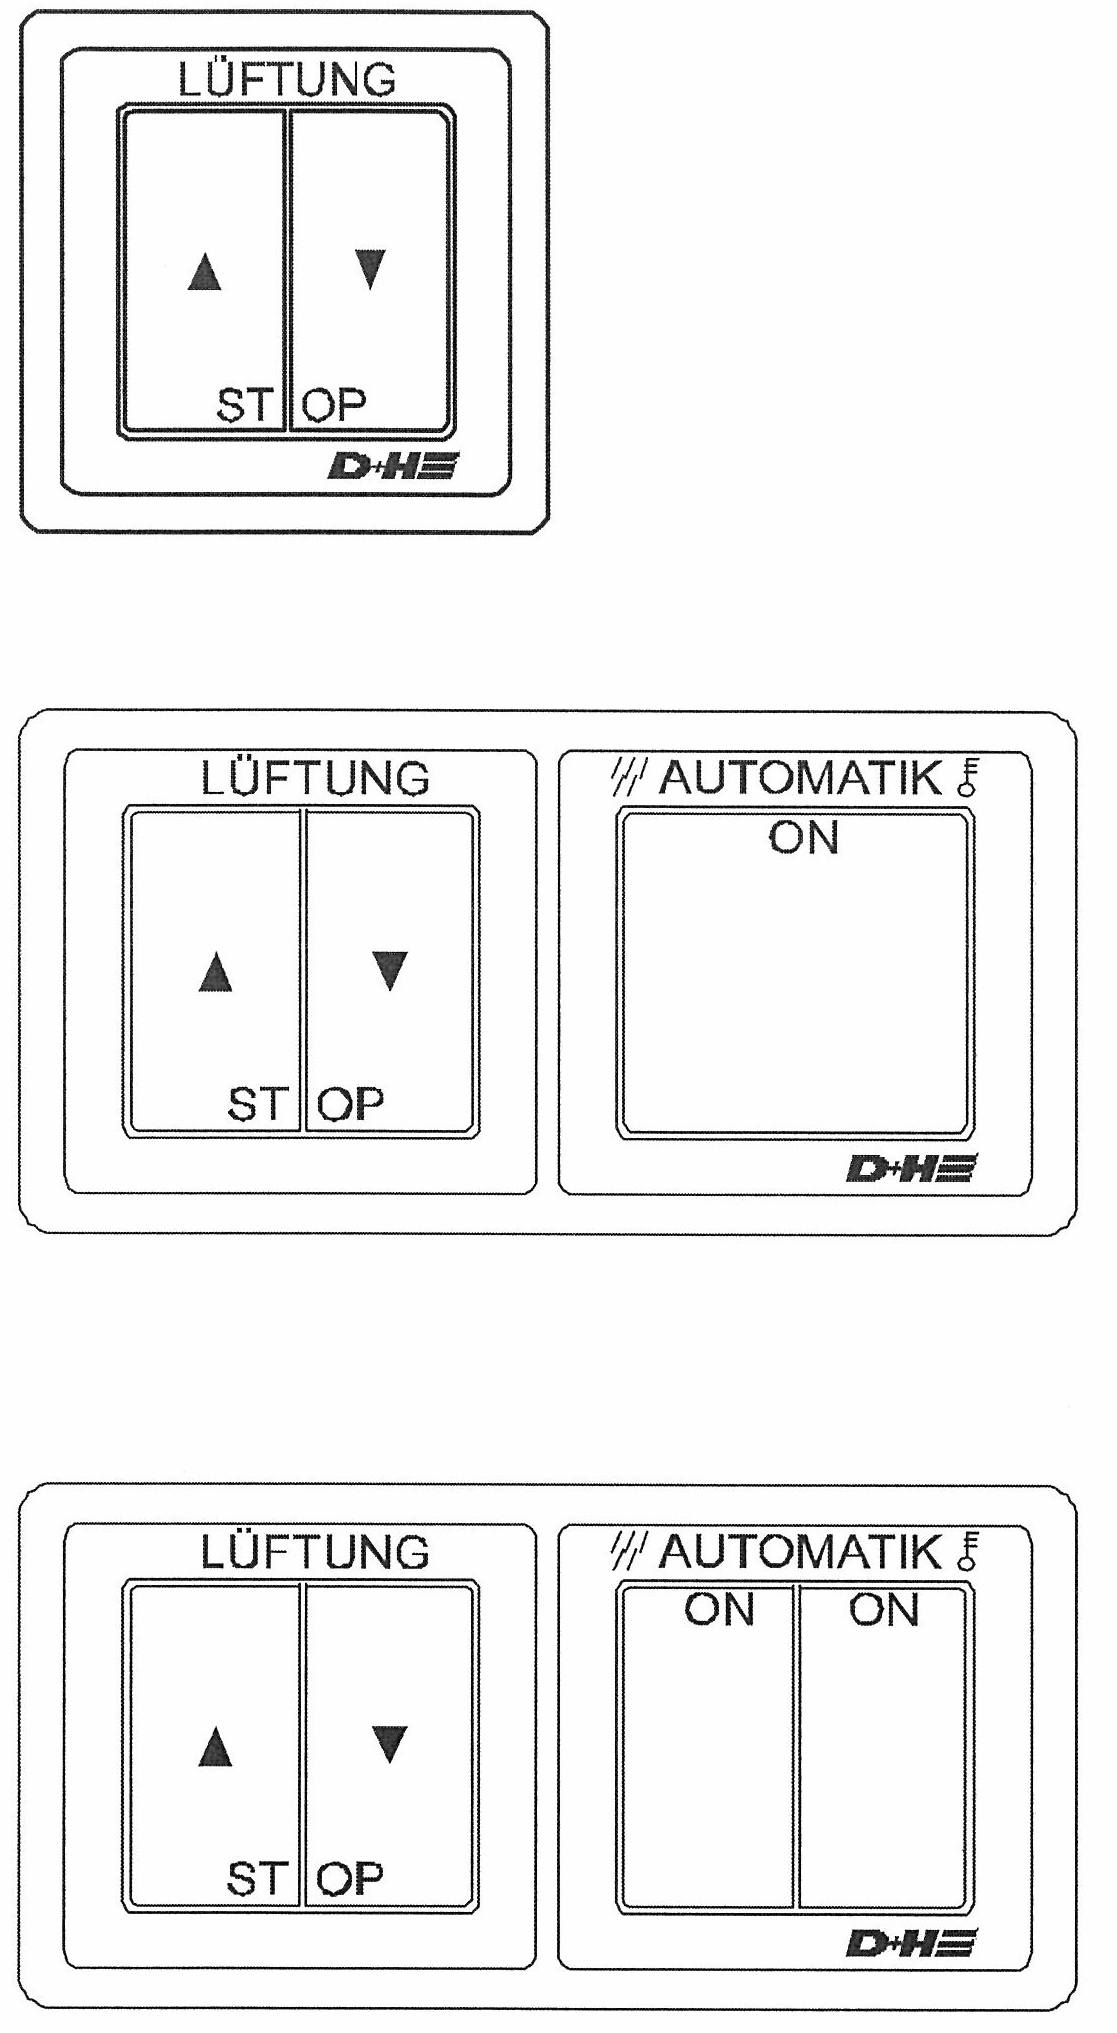 LÜFTUNG
▲ ▼
ST OP
D+H
LÜFTUNG
▲ ▼
ST OP
AUTOMATIK
ON
D+H
LÜFTUNG
▲ ▼
ST OP
AUTOMATIK
ON ON
D+H